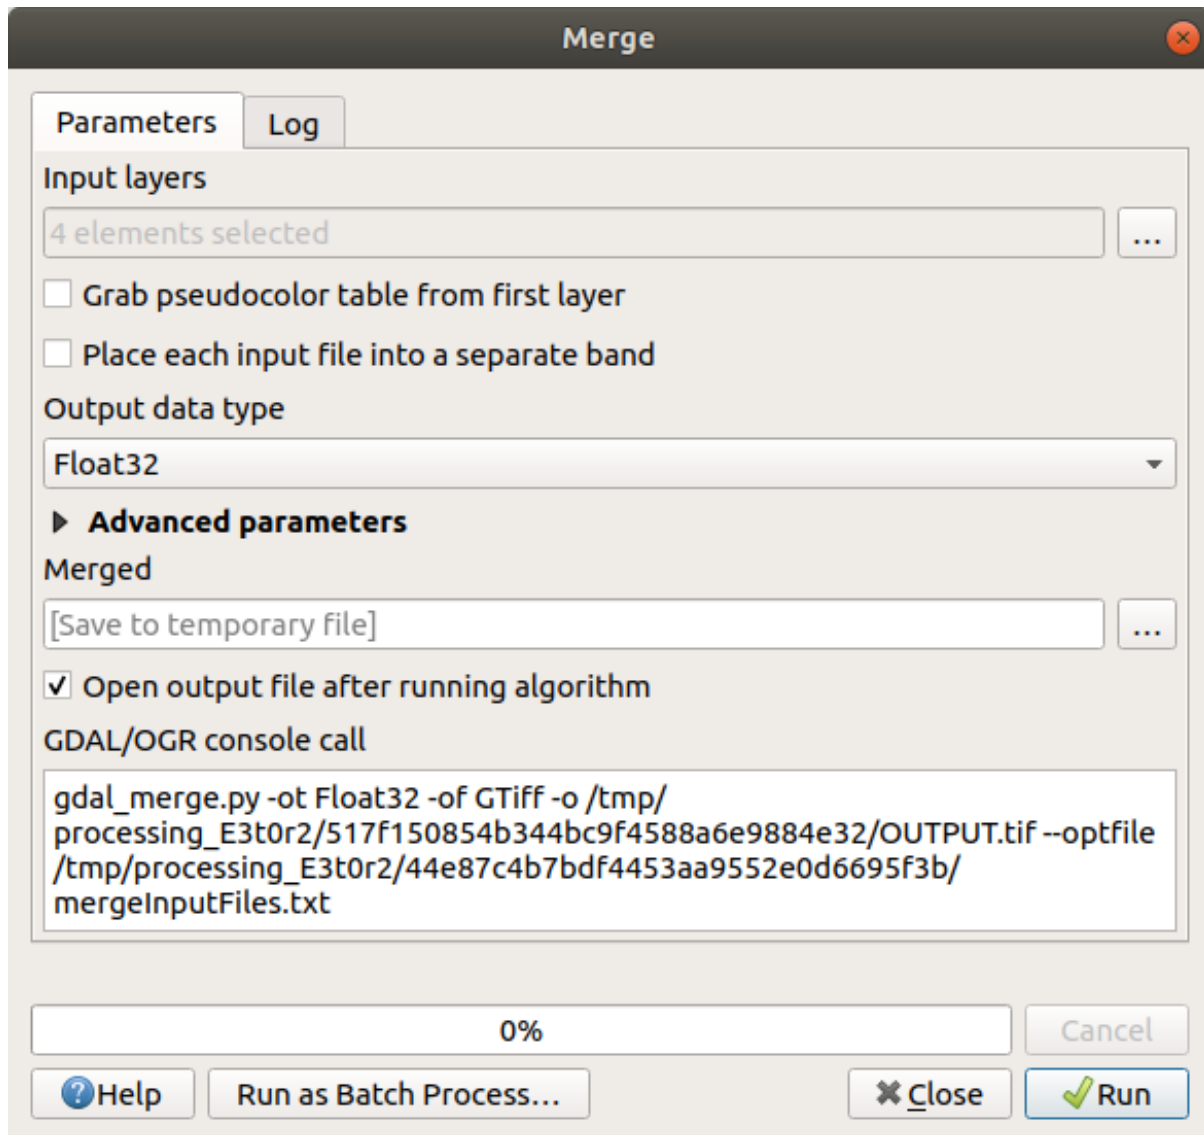 Merge
Parameters
Log
Input layers
4 elements selected
...
Grab pseudocolor table from first layer
Place each input file into a separate band
Output data type
Float32
Advanced parameters
Merged
[Save to temporary file]
...
Open output file after running algorithm
GDAL/OGR console call
gdal_merge.py -ot Float32 -of GTiff -o /tmp/
processing_E3t0r2/517f150854b344bc9f4588a6e9884e32/OUTPUT.tif --optfile
/tmp/processing_E3t0r2/44e87c4b7bdf4453aa9552e0d6695f3b/
mergeInputFiles.txt
0%
Cancel
Help
Run as Batch Process...
Close
Run